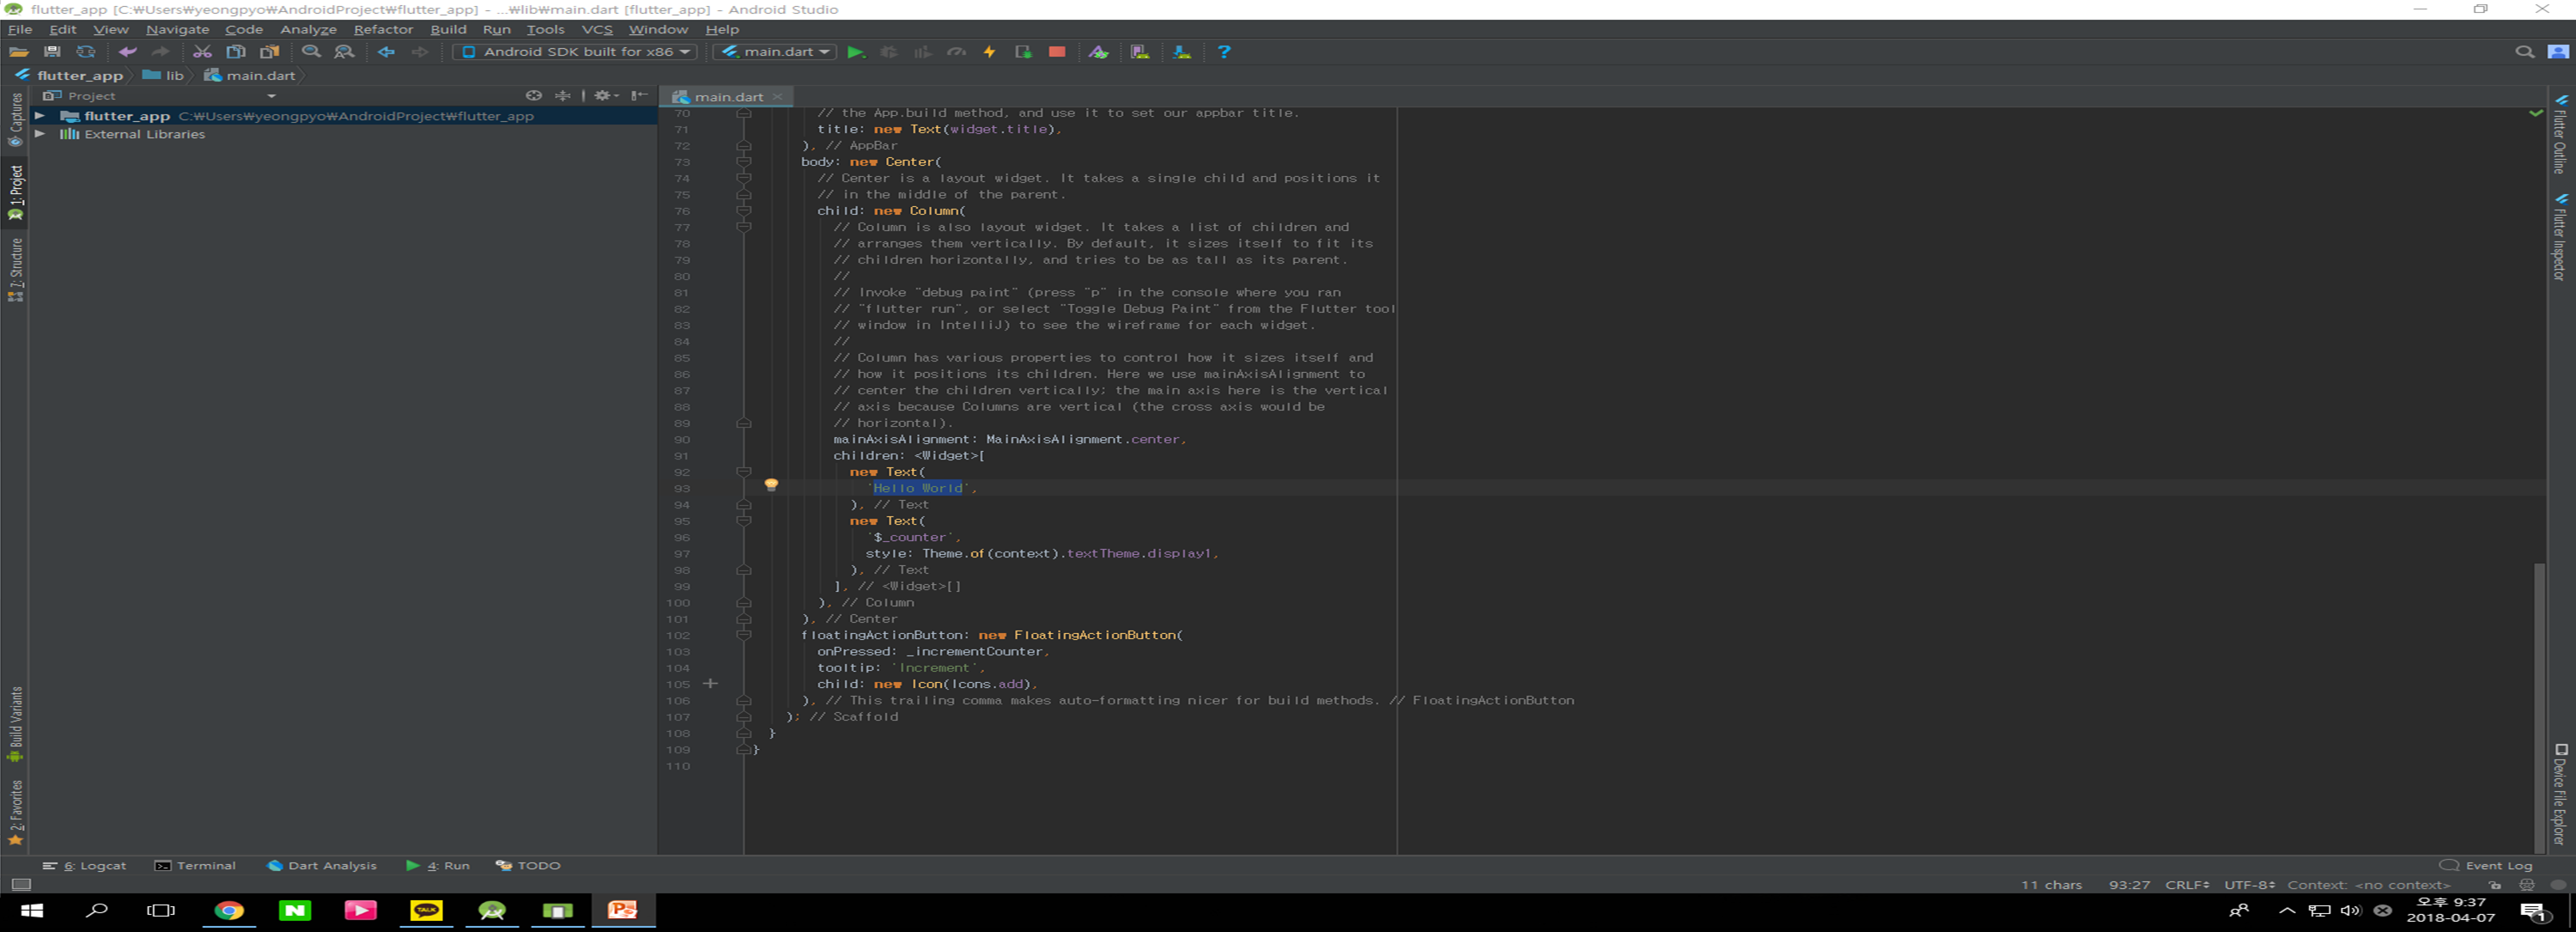 flutter_app [C:₩Users₩yeongpyo₩AndroidProject₩flutter_app] - ...₩lib₩main.dart [flutter_app] - Android Studio
File Edit View Navigate Code Analyze Refactor Build Run Tools VCS Window Help
Android SDK built for x86 main.dart ?
flutter_app lib main.dart
Project
main.dart
flutter_app C:₩Users₩yeongpyo₩AndroidProject₩flutter_app
External Libraries
Captures
1: Project
7: Structure
Build Variants
2: Favorites
70 // the App.build method, and use it to set our appbar title.
71 title: new Text(widget.title),
72 ), // AppBar
73 body: new Center(
74 // Center is a layout widget. It takes a single child and positions it
75 // in the middle of the parent.
76 child: new Column(
77 // Column is also layout widget. It takes a list of children and
78 // arranges them vertically. By default, it sizes itself to fit its
79 // children horizontally, and tries to be as tall as its parent.
80 //
81 // Invoke "debug paint" (press "p" in the console where you ran
82 // "flutter run", or select "Toggle Debug Paint" from the Flutter tool
83 // window in IntelliJ) to see the wireframe for each widget.
84 //
85 // Column has various properties to control how it sizes itself and
86 // how it positions its children. Here we use mainAxisAlignment to
87 // center the children vertically; the main axis here is the vertical
88 // axis because Columns are vertical (the cross axis would be
89 // horizontal).
90 mainAxisAlignment: MainAxisAlignment.center,
91 children: <Widget>[
92 new Text(
93 'Hello World',
94 ), // Text
95 new Text(
96 '$_counter',
97 style: Theme.of(context).textTheme.display1,
98 ), // Text
99 ], // <Widget>[]
100 ), // Column
101 ), // Center
102 floatingActionButton: new FloatingActionButton(
103 onPressed: _incrementCounter,
104 tooltip: 'Increment',
105 child: new Icon(Icons.add),
106 ), // This trailing comma makes auto-formatting nicer for build methods. // FloatingActionButton
107 ); // Scaffold
108 }
109 }
110
Flutter Outline
Flutter Inspector
Device File Explorer
6: Logcat Terminal Dart Analysis 4: Run TODO Event Log
11 chars 93:27 CRLF UTF-8 Context: <no context>
N TALK P
오후 9:37
2018-04-07
1